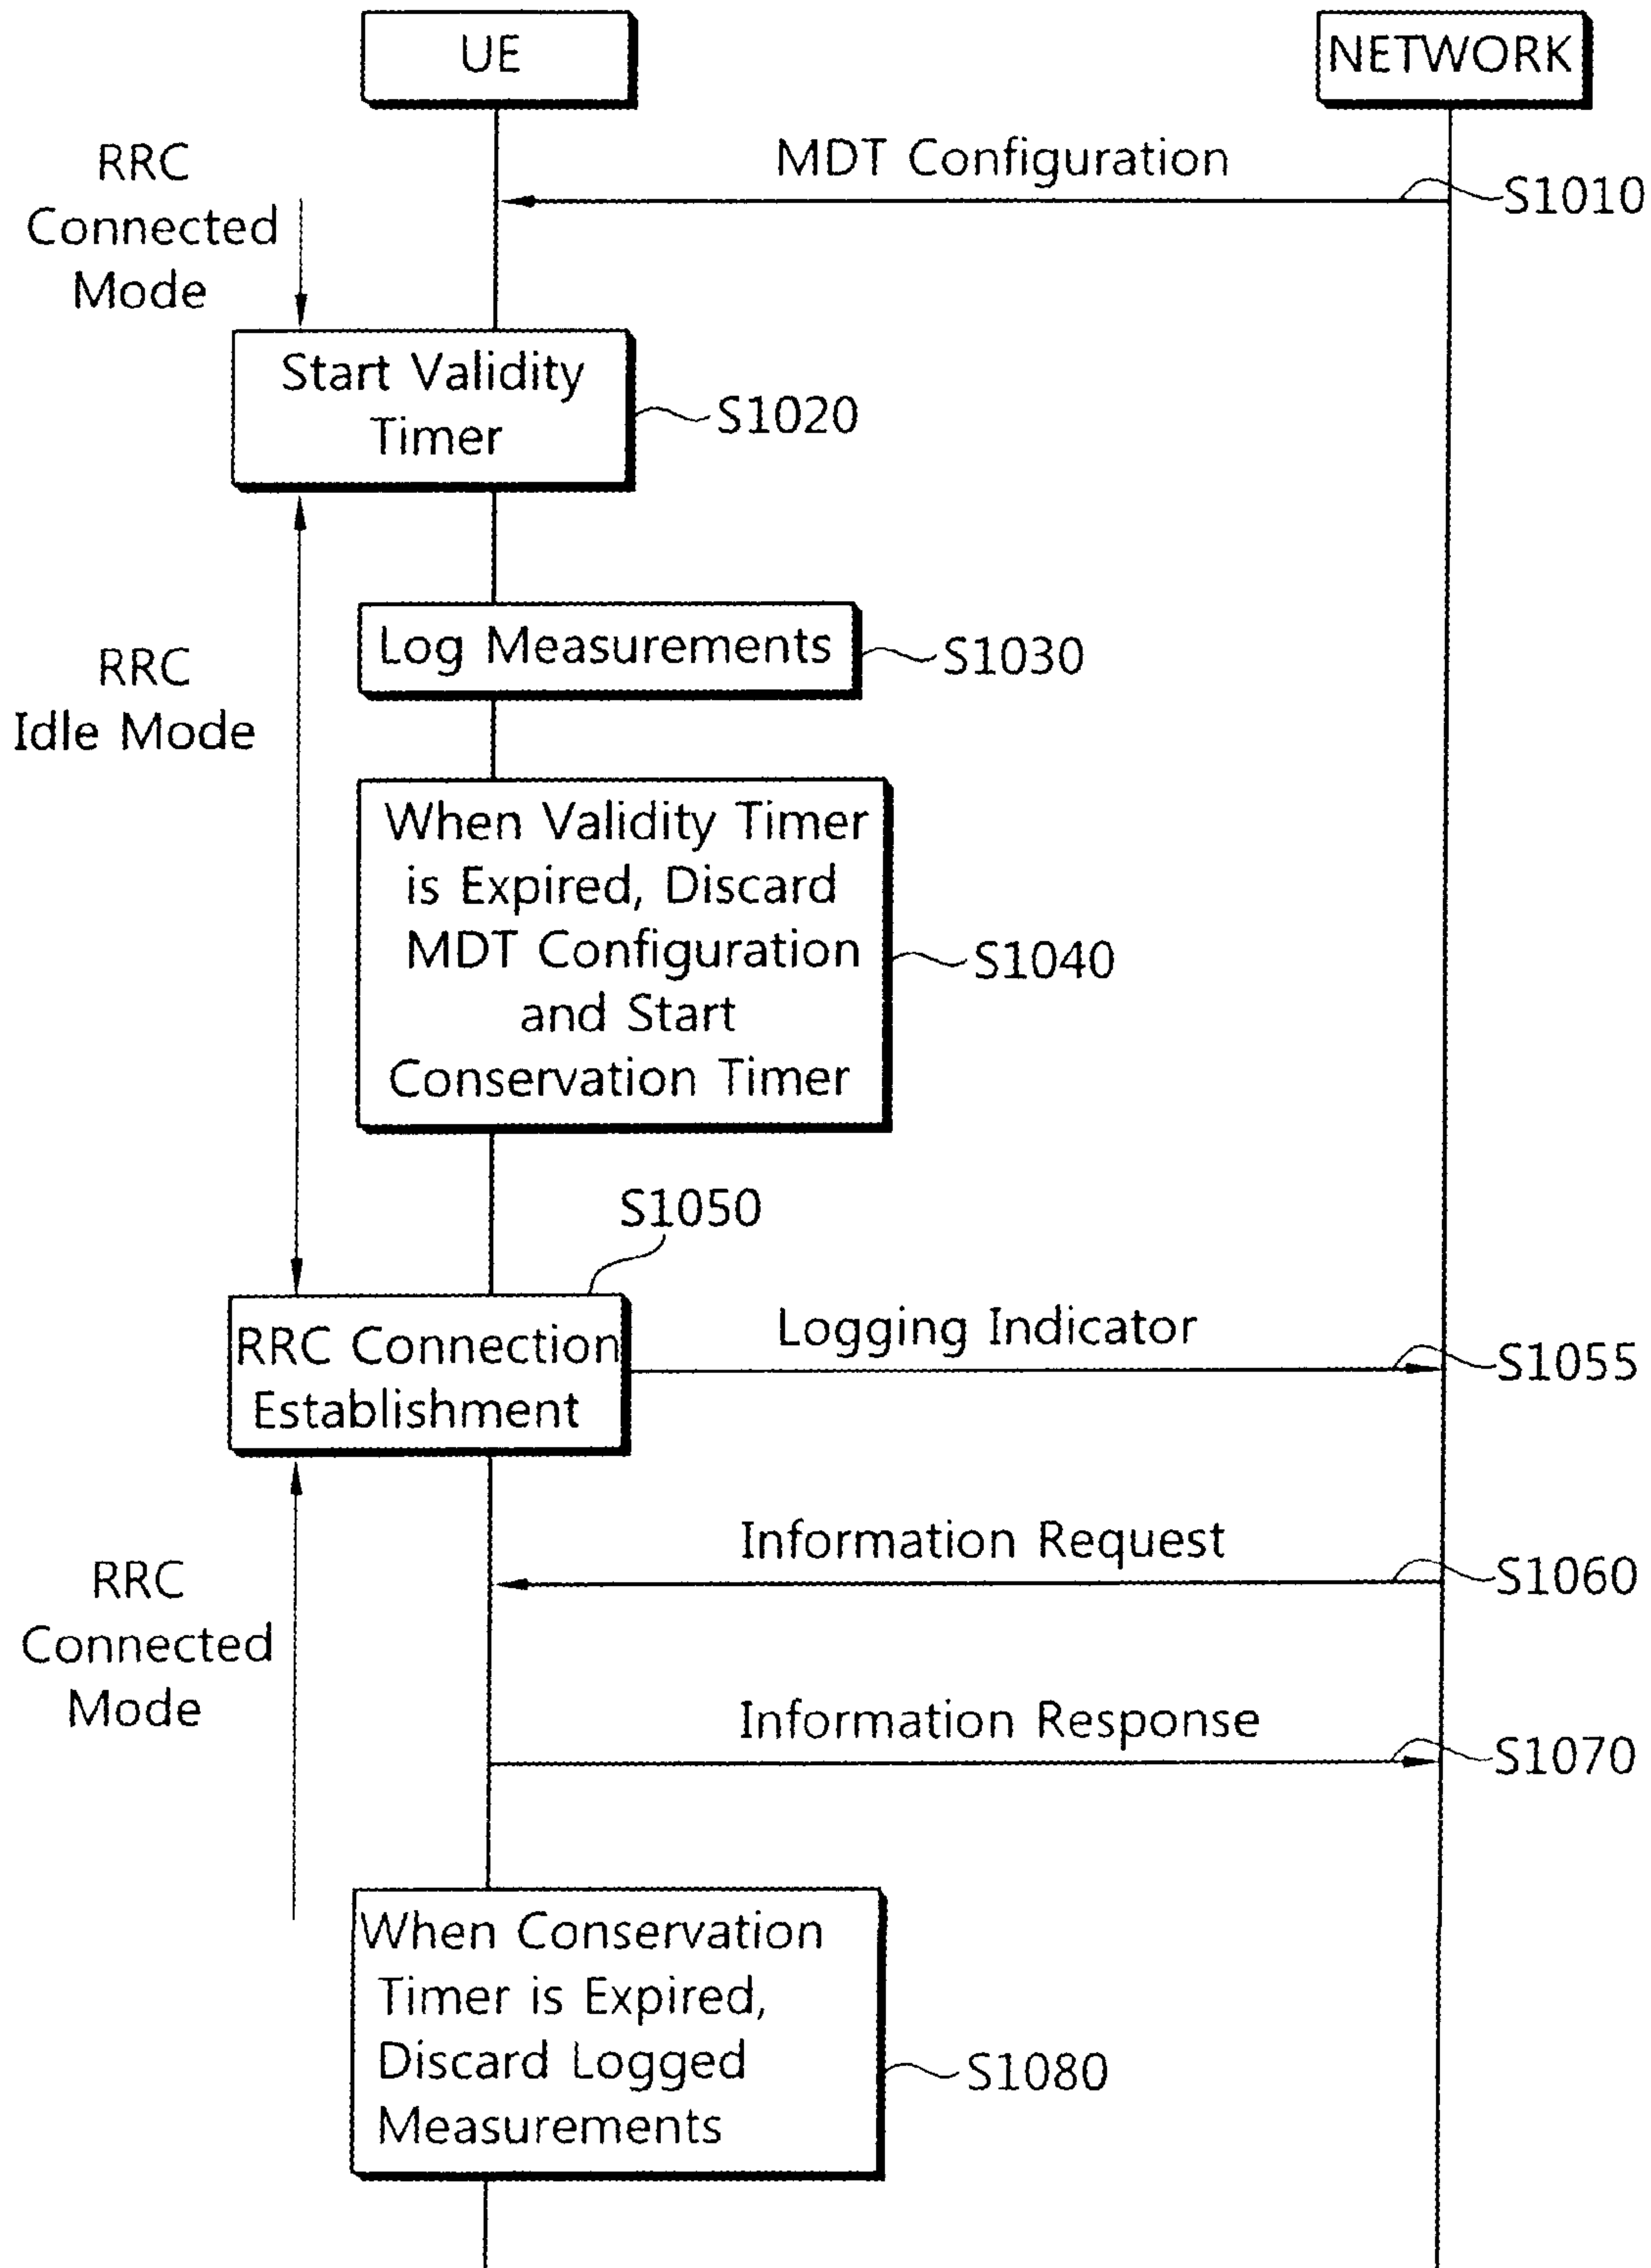 UE
NETWORK
MDT Configuration
S1010
RRC
Connected
Mode
Start Validity
Timer
S1020
Log Measurements
S1030
RRC
Idle Mode
When Validity Timer
is Expired, Discard
MDT Configuration
and Start
Conservation Timer
S1040
S1050
RRC Connection
Establishment
Logging Indicator
S1055
Information Request
S1060
RRC
Connected
Mode
Information Response
S1070
When Conservation
Timer is Expired,
Discard Logged
Measurements
S1080